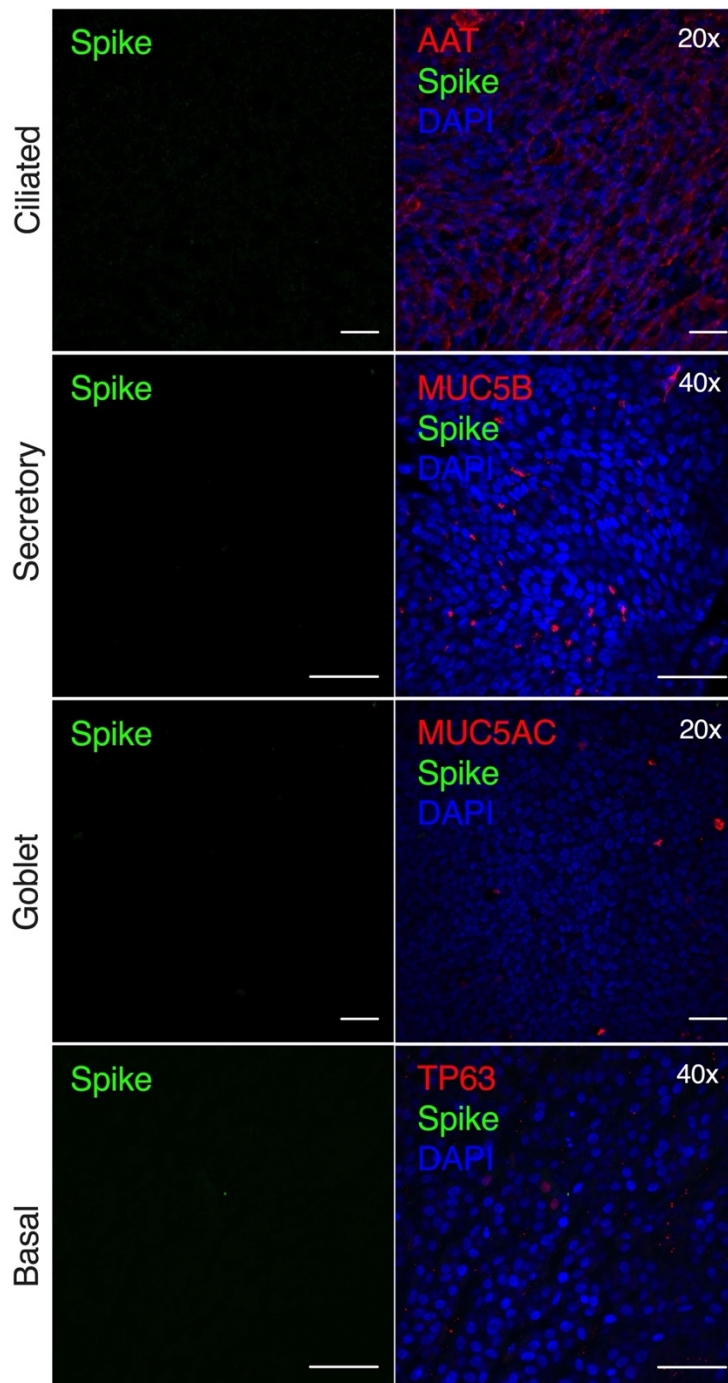 Ciliated
Spike
AAT
Spike
DAPI
20x
Secretory
Spike
MUC5B
Spike
DAPI
40x
Goblet
Spike
MUC5AC
Spike
DAPI
20x
Basal
Spike
TP63
Spike
DAPI
40x